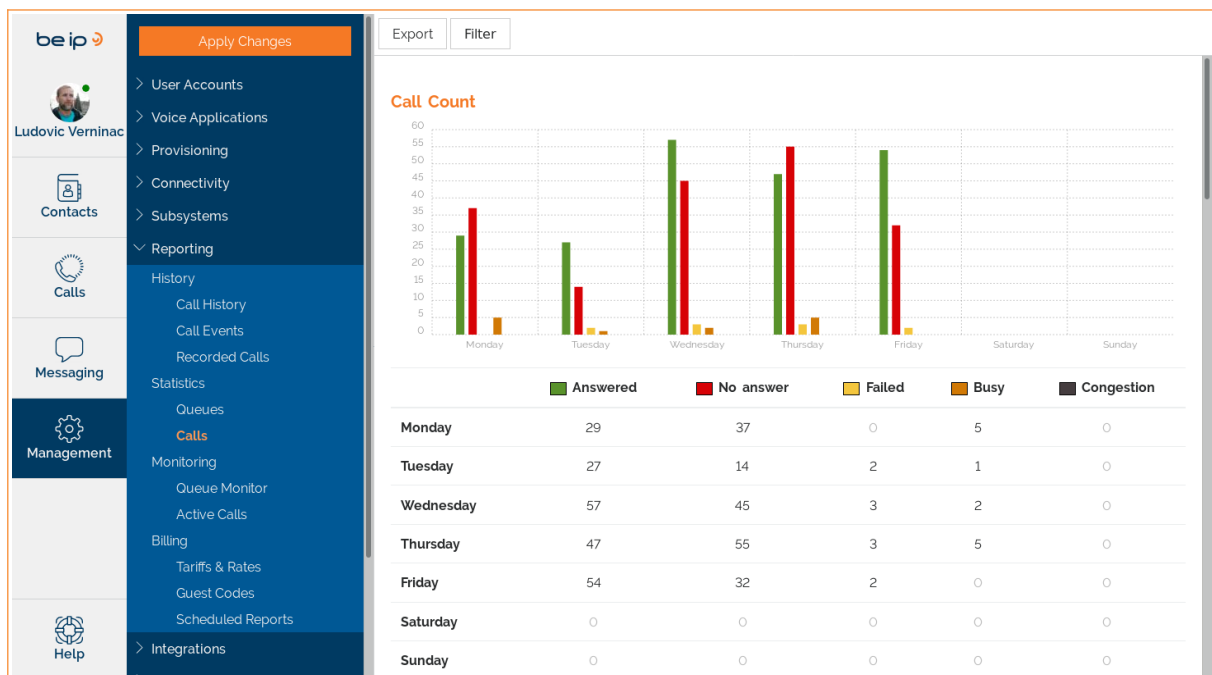 be ip
Ludovic Verninac
Contacts
Calls
Messaging
Management
Help
Apply Changes
User Accounts
Voice Applications
Provisioning
Connectivity
Subsystems
Reporting
History
Call History
Call Events
Recorded Calls
Statistics
Queues
Calls
Monitoring
Queue Monitor
Active Calls
Billing
Tariffs & Rates
Guest Codes
Scheduled Reports
Integrations
Export Filter
Call Count
60
55
50
45
40
35
30
25
20
15
10
5
0
Monday Tuesday Wednesday Thursday Friday Saturday Sunday
Answered No answer Failed Busy Congestion
Monday 29 37 0 5 0
Tuesday 27 14 2 1 0
Wednesday 57 45 3 2 0
Thursday 47 55 3 5 0
Friday 54 32 2 0 0
Saturday 0 0 0 0 0
Sunday 0 0 0 0 0